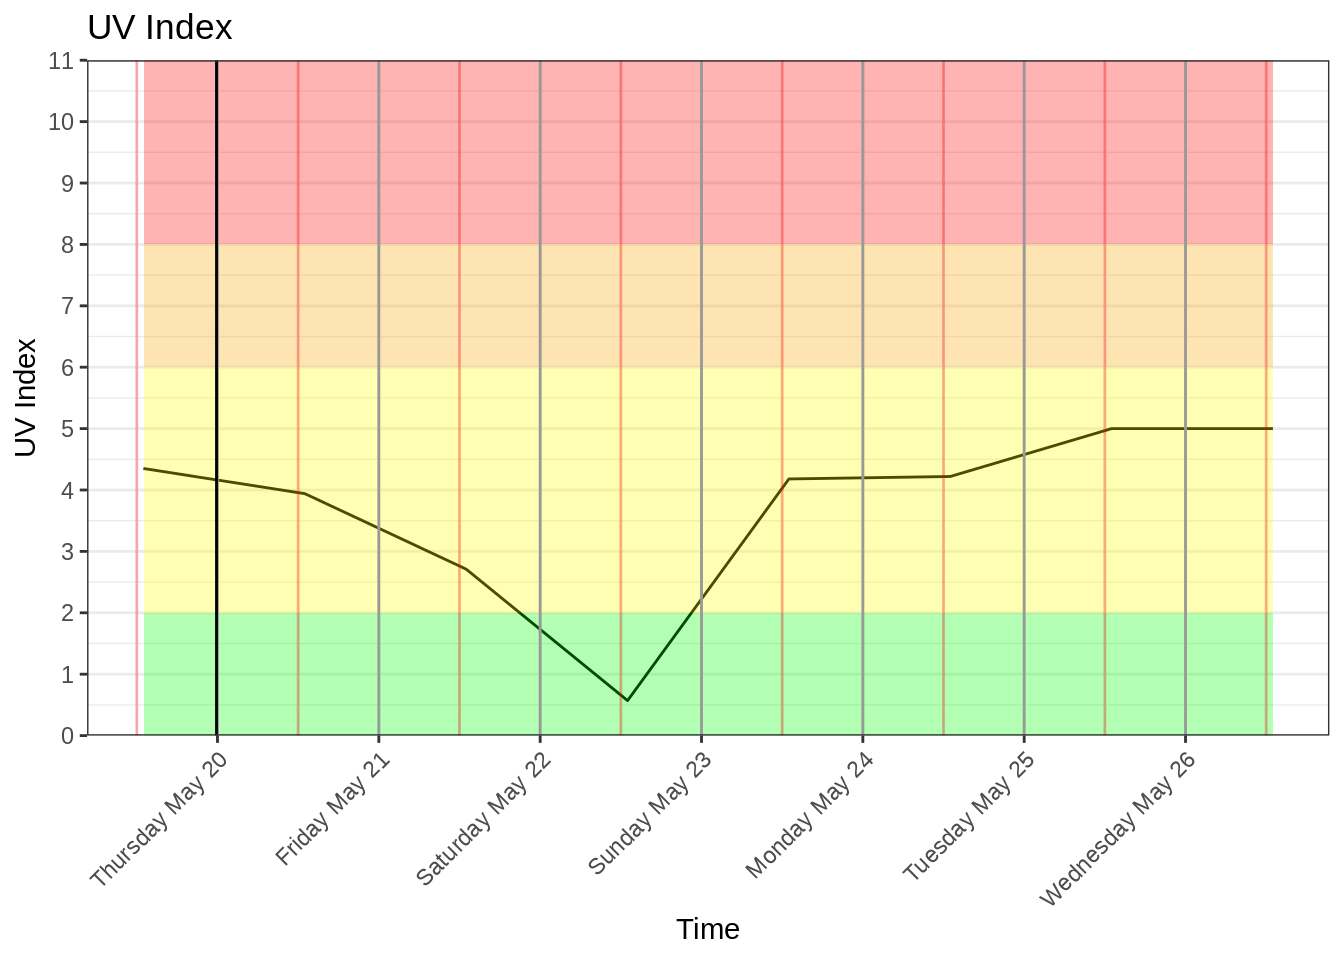 UV Index
11
10
9
8
7
6
5
4
3
2
1
0
UV Index
Thursday May 20
Friday May 21
Saturday May 22
Sunday May 23
Monday May 24
Tuesday May 25
Wednesday May 26
Time